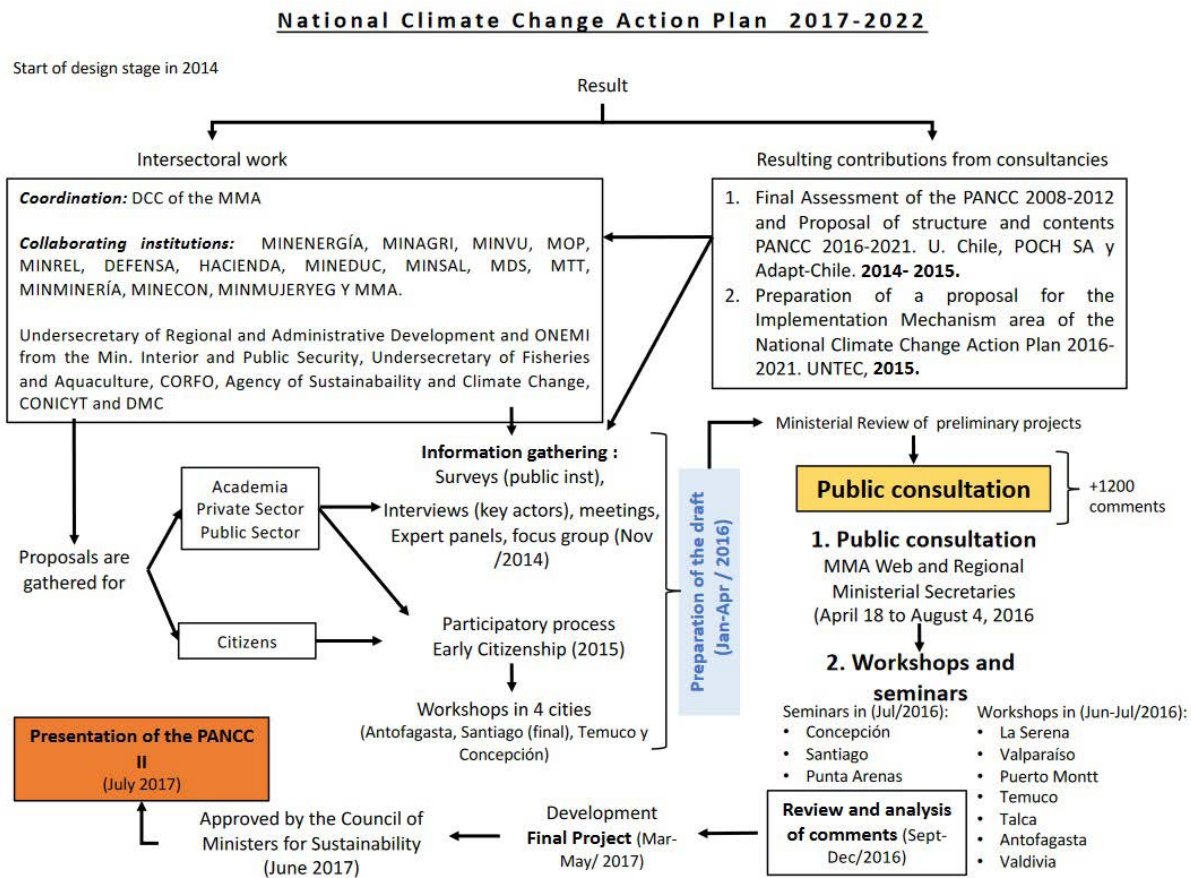 National Climate Change Action Plan 2017-2022
Start of design stage in 2014
Result
Intersectoral work
Coordination: DCC of the MMA
Collaborating institutions: MINENERGÍA, MINAGRI, MINVU, MOP,
MINREL, DEFENSA, HACIENDA, MINEDUC, MINSAL, MDS, MTT,
MINMINERÍA, MINECON, MINMUJERYEG Y MMA.
Undersecretary of Regional and Administrative Development and ONEMI
from the Min. Interior and Public Security, Undersecretary of Fisheries
and Aquaculture, CORFO, Agency of Sustainabaility and Climate Change,
CONICYT and DMC
Resulting contributions from consultancies
1. Final Assessment of the PANCC 2008-2012
and Proposal of structure and contents
PANCC 2016-2021. U. Chile, POCH SA y
Adapt-Chile. 2014- 2015.
2. Preparation of a proposal for the
Implementation Mechanism area of the
National Climate Change Action Plan 2016-
2021. UNTEC, 2015.
Proposals are
gathered for
Academia
Private Sector
Public Sector
Citizens
Information gathering :
Surveys (public inst),
Interviews (key actors), meetings,
Expert panels, focus group (Nov
/2014)
Participatory process
Early Citizenship (2015)
Workshops in 4 cities
(Antofagasta, Santiago (final), Temuco y
Concepción)
Preparation of the draft
(Jan-Apr / 2016)
Ministerial Review of preliminary projects
Public consultation
+1200
comments
1. Public consultation
MMA Web and Regional
Ministerial Secretaries
(April 18 to August 4, 2016
2. Workshops and
seminars
Seminars in (Jul/2016):
• Concepción
• Santiago
• Punta Arenas
Workshops in (Jun-Jul/2016):
• La Serena
• Valparaíso
• Puerto Montt
• Temuco
• Talca
• Antofagasta
• Valdivia
Review and analysis
of comments (Sept-
Dec/2016)
Development
Final Project (Mar-
May/ 2017)
Approved by the Council of
Ministers for Sustainability
(June 2017)
Presentation of the PANCC
II
(July 2017)